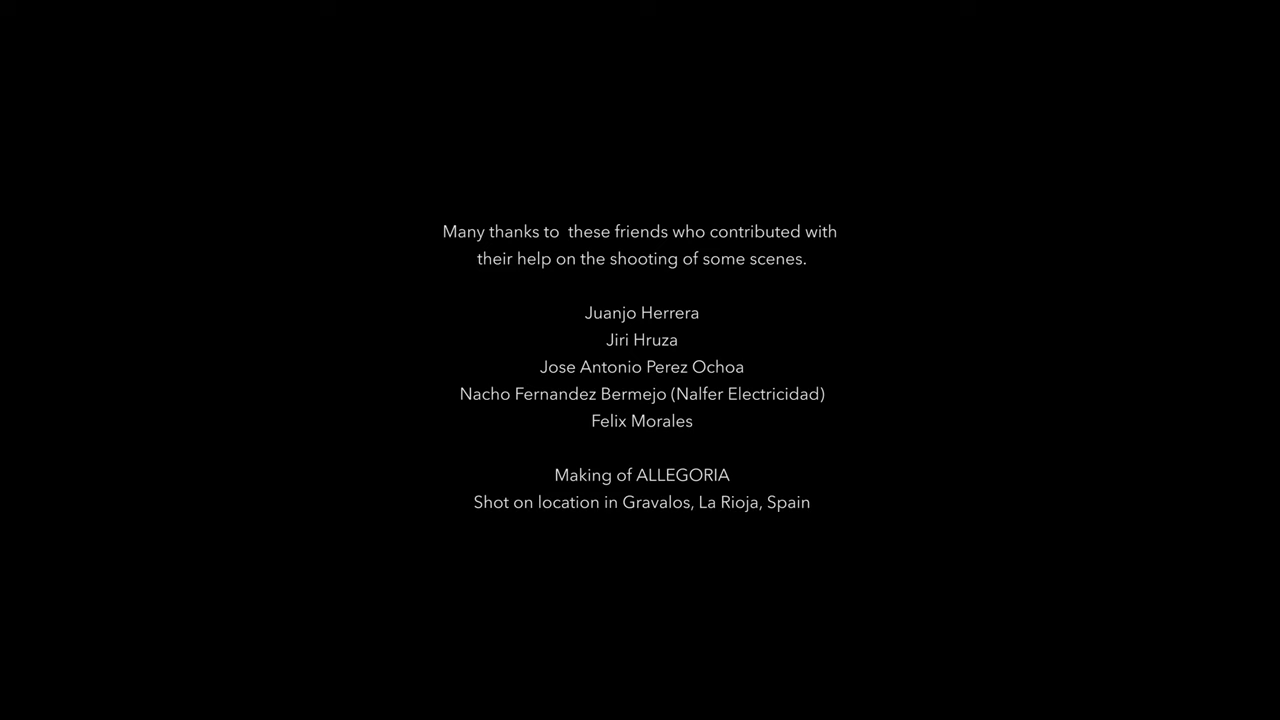 Many thanks to  these friends who contributed with
their help on the shooting of some scenes.
Juanjo Herrera
Jiri Hruza
Jose Antonio Perez Ochoa
Nacho Fernandez Bermejo (Nalfer Electricidad)
Felix Morales
Making of ALLEGORIA
Shot on location in Gravalos, La Rioja, Spain